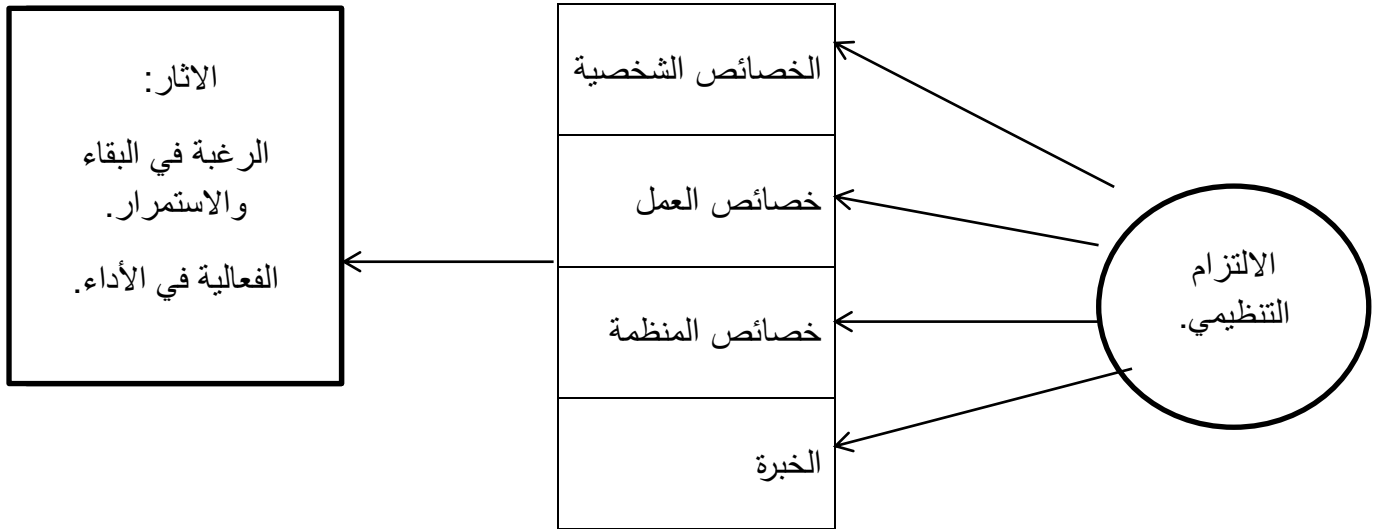 الالتزام
التنظيمي.
الخصائص الشخصية
خصائص العمل
خصائص المنظمة
الخبرة
الاثار:
الرغبة في البقاء
والاستمرار.
الفعالية في الأداء.